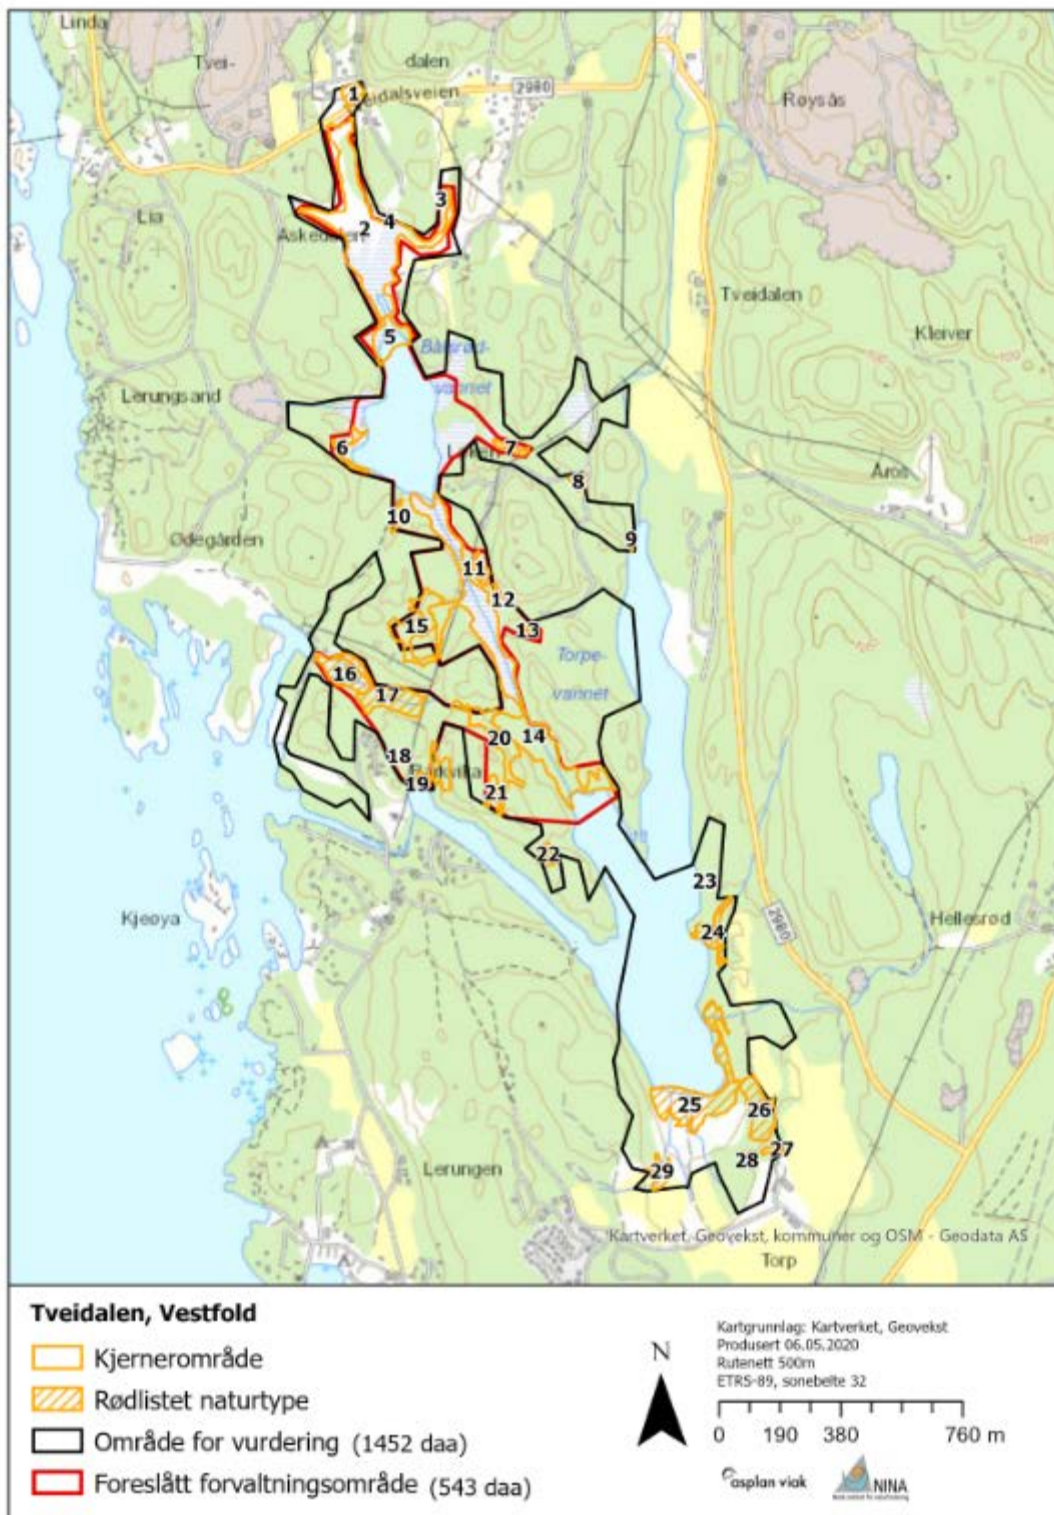 Linda
Tvei-
dalen
1
eidalsveien
2980
Røysås
3
Lia
2
4
Tveidalen
5
Kleiver
vannet
Lerungsand
6
7
8
Åros
10
9
Ødegården
11
12
15
13
Torpe-
vannet
16
17
20
14
18
19
21
22
23
Kjeøya
24
2980
Hellesrød
25
26
27
28
29
Lerungen
Kartverket, Geovekst, kommuner og OSM - Geodata AS
Torp
Tveidalen, Vestfold
Kjernerområde
Rødlistet naturtype
Område for vurdering (1452 daa)
Foreslått forvaltningsområde (543 daa)
N
Kartgrunnlag: Kartverket, Geovekst
Produsert 06.05.2020
Rutenett 500m
ETRS-89, sonebelte 32
0 190 380 760 m
asplan viak
NINA